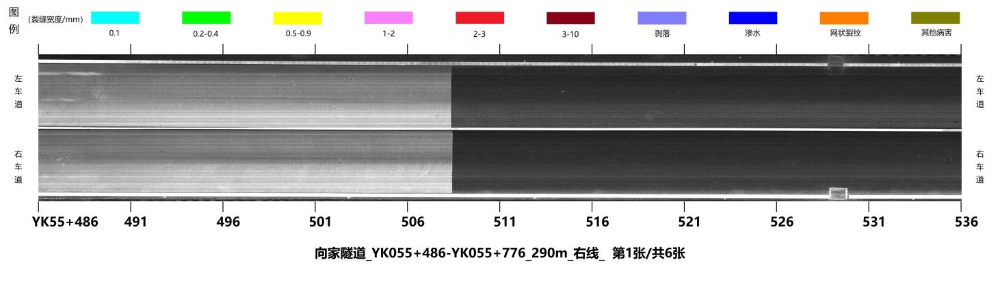 图例 (裂缝宽度/mm)
0.1 0.2-0.4 0.5-0.9 1-2 2-3 3-10 剥落 渗水 网状裂纹 其他病害
左车道 左车道
右车道 右车道
YK55+486 491 496 501 506 511 516 521 526 531 536
向家隧道_YK055+486-YK055+776_290m_右线_ 第1张/共6张